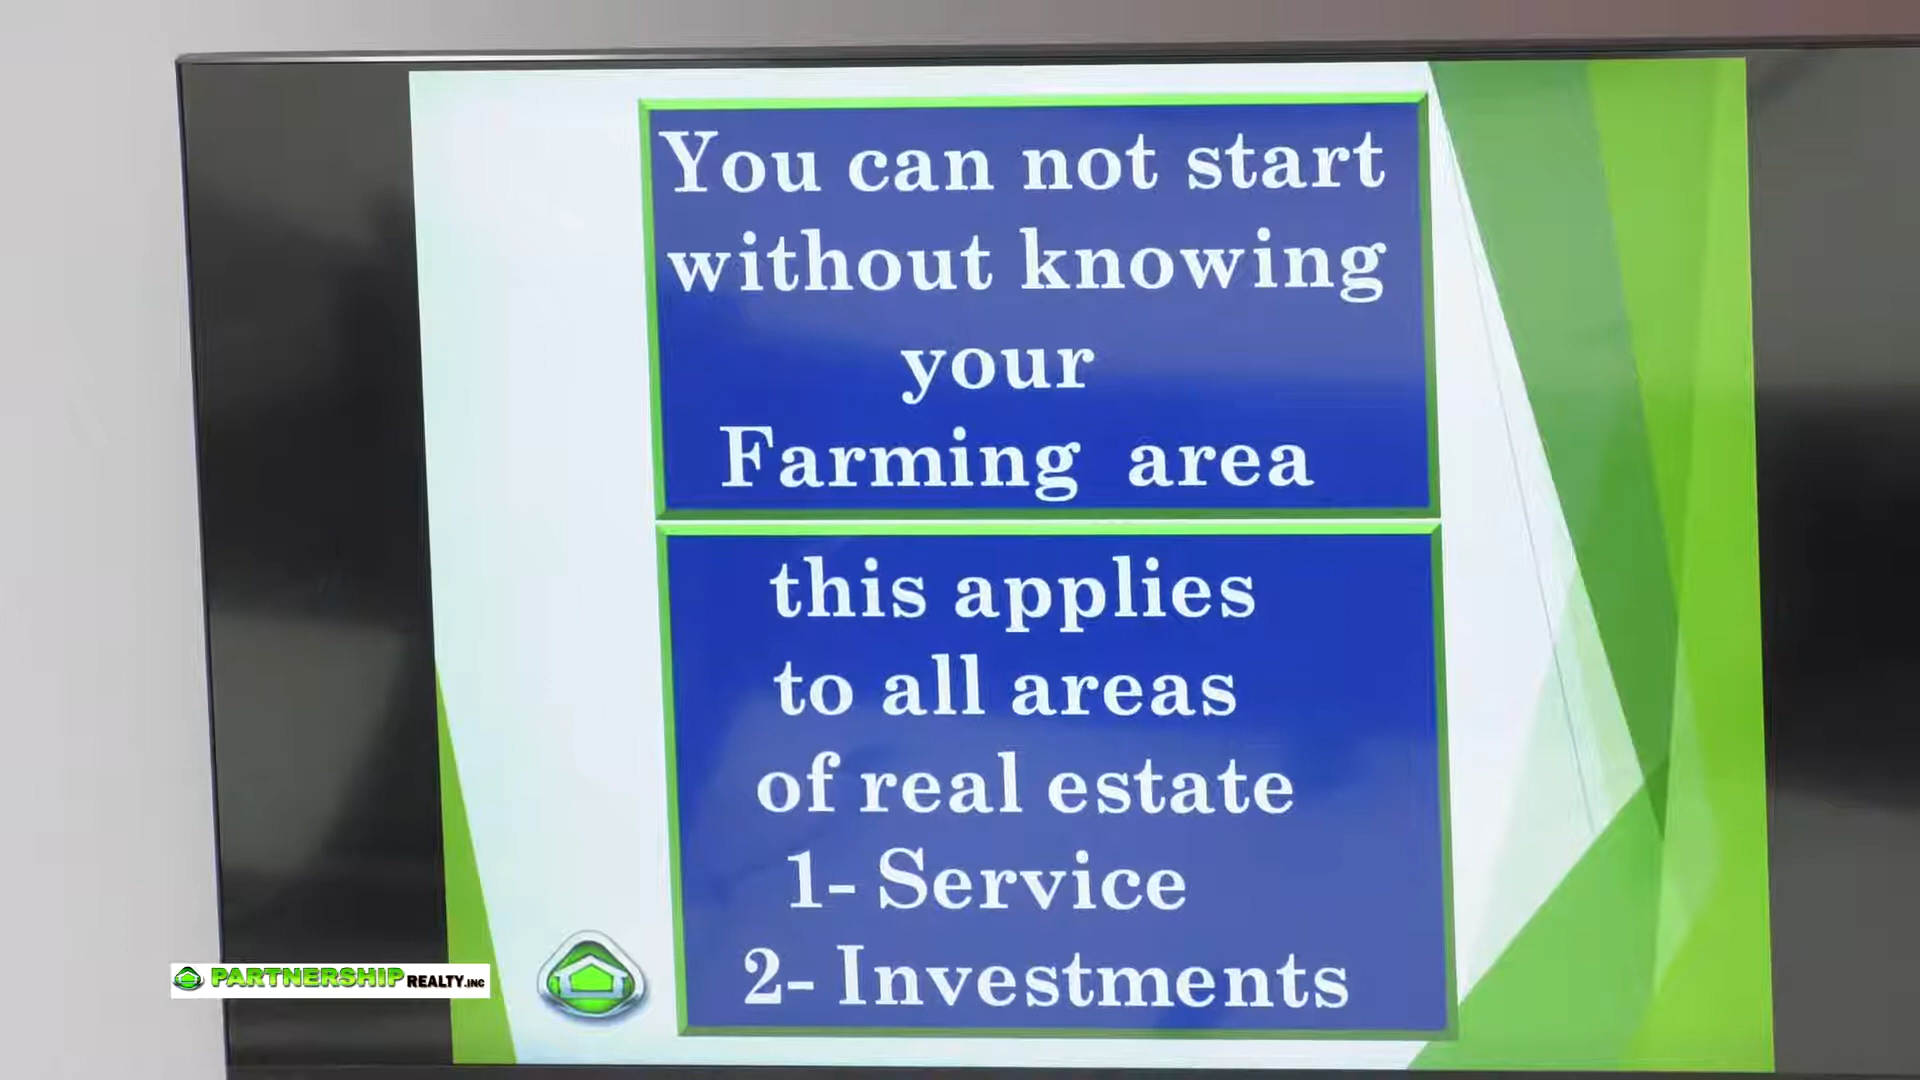 You can not start
without knowing
your
Farming area
this applies
to all areas
of real estate
1- Service
2- Investments
PARTNERSHIP REALTY.INC